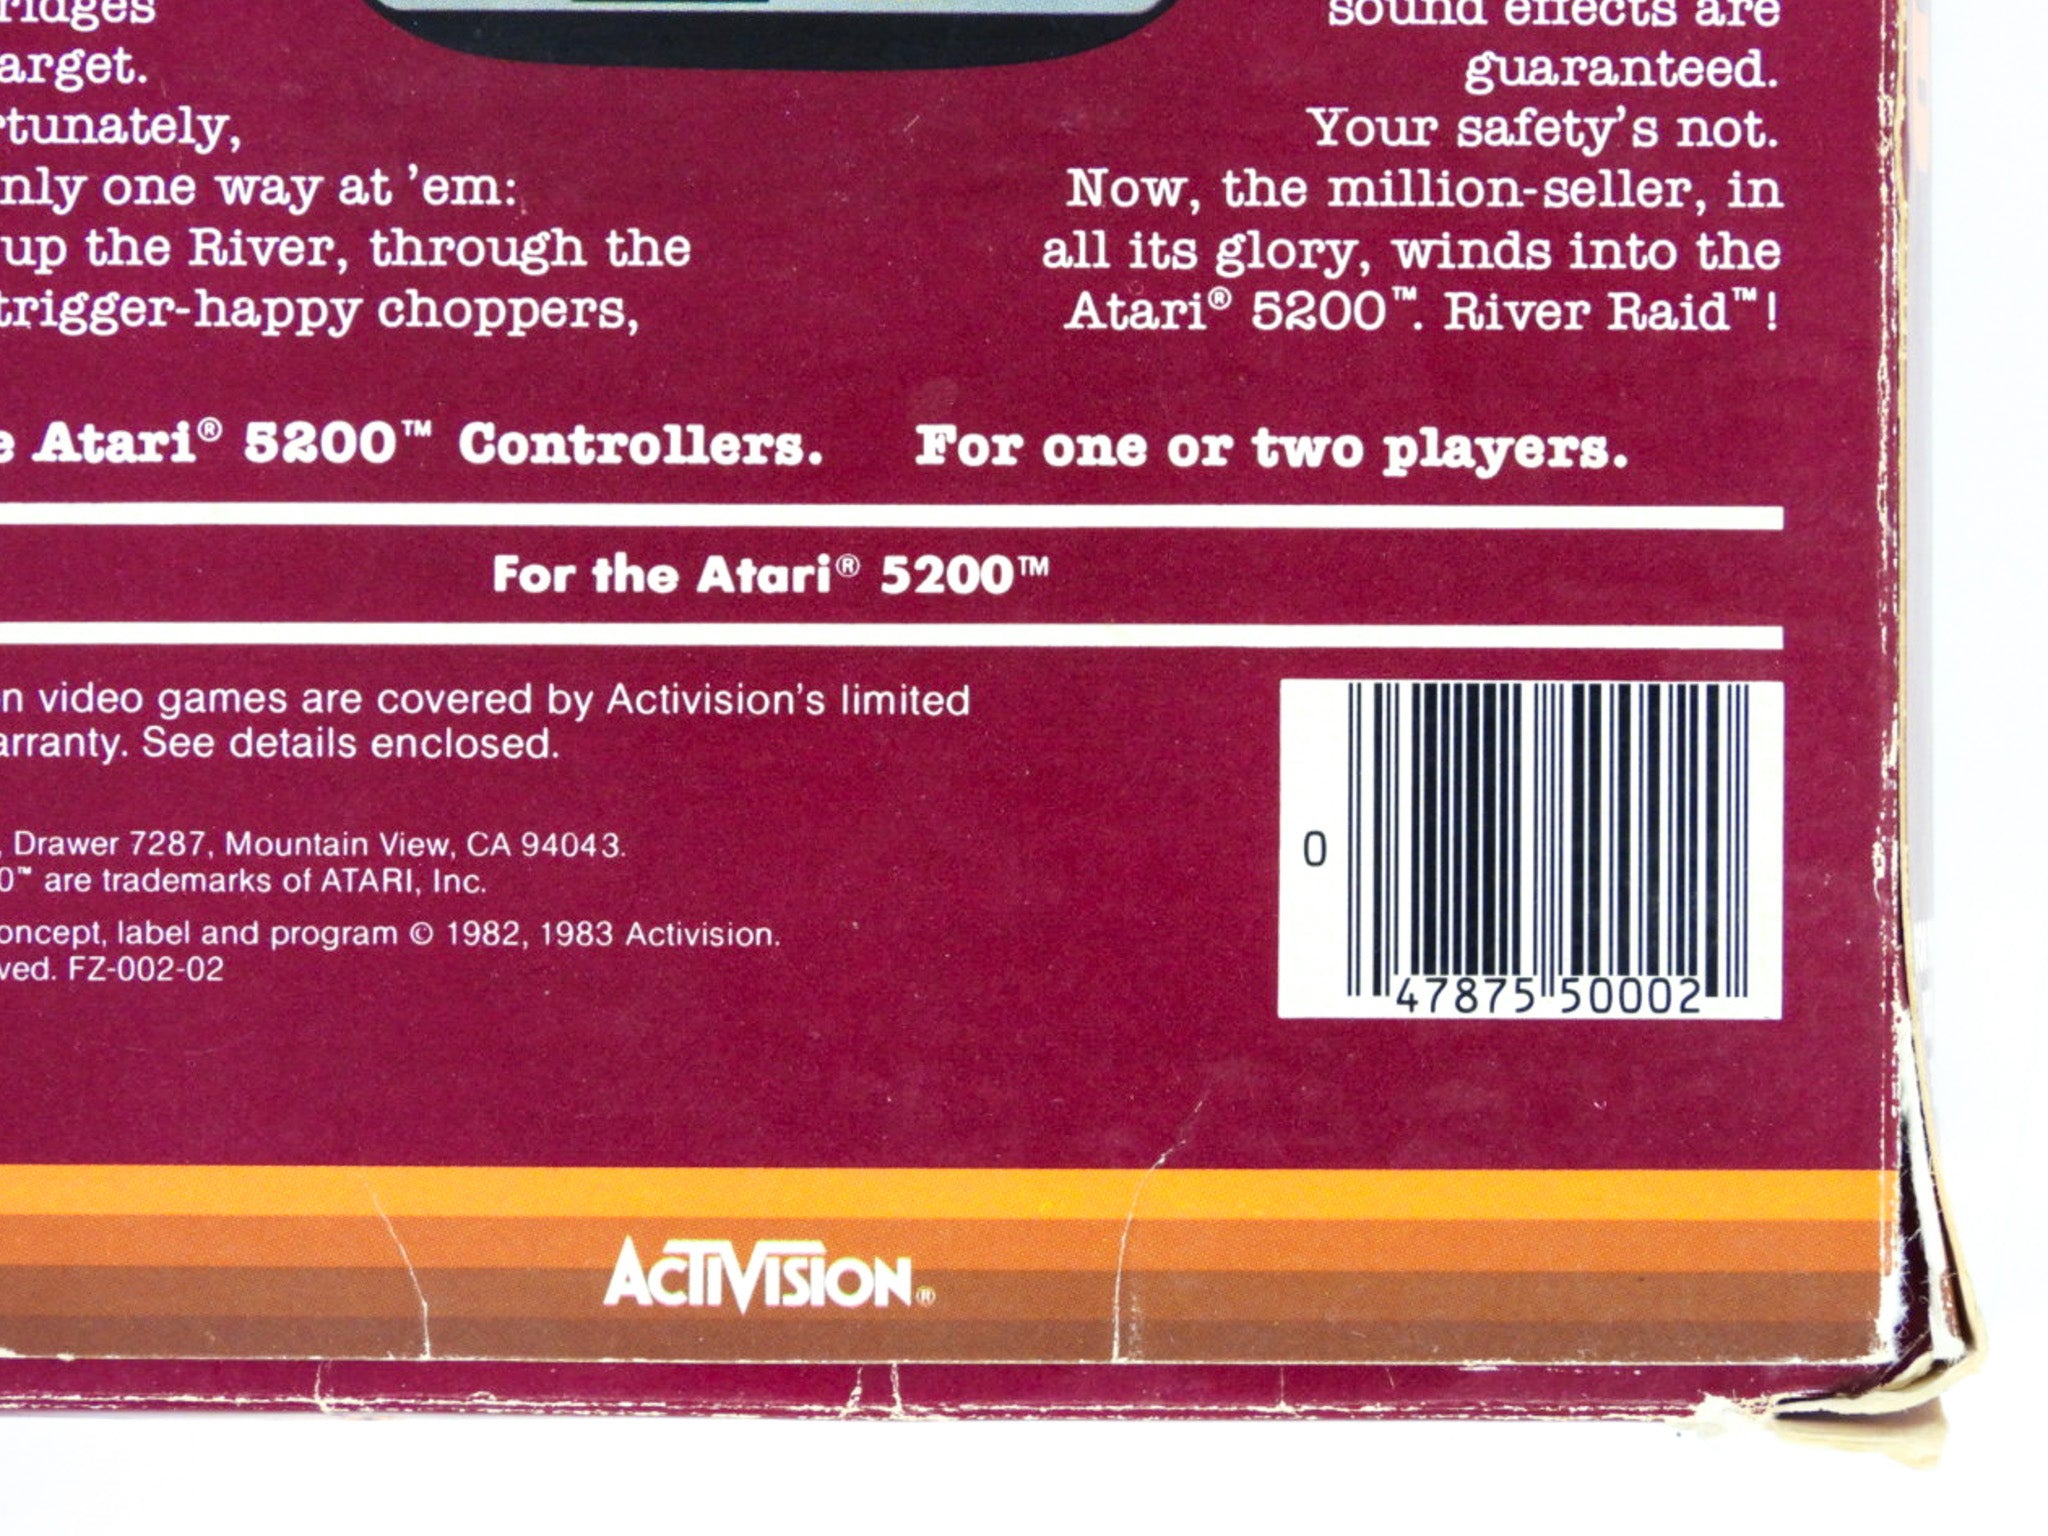 ridges
arget.
rtunately,
nly one way at 'em:
up the River, through the
trigger-happy choppers,
sound effects are
guaranteed.
Your safety's not.
Now, the million-seller, in
all its glory, winds into the
Atari® 5200™. River Raid™!
e Atari® 5200™ Controllers. For one or two players.
For the Atari® 5200™
n video games are covered by Activision's limited
arranty. See details enclosed.
, Drawer 7287, Mountain View, CA 94043.
0™ are trademarks of ATARI, Inc.
oncept, label and program © 1982, 1983 Activision.
ved. FZ-002-02
0 47875 50002
ACTIVISION®